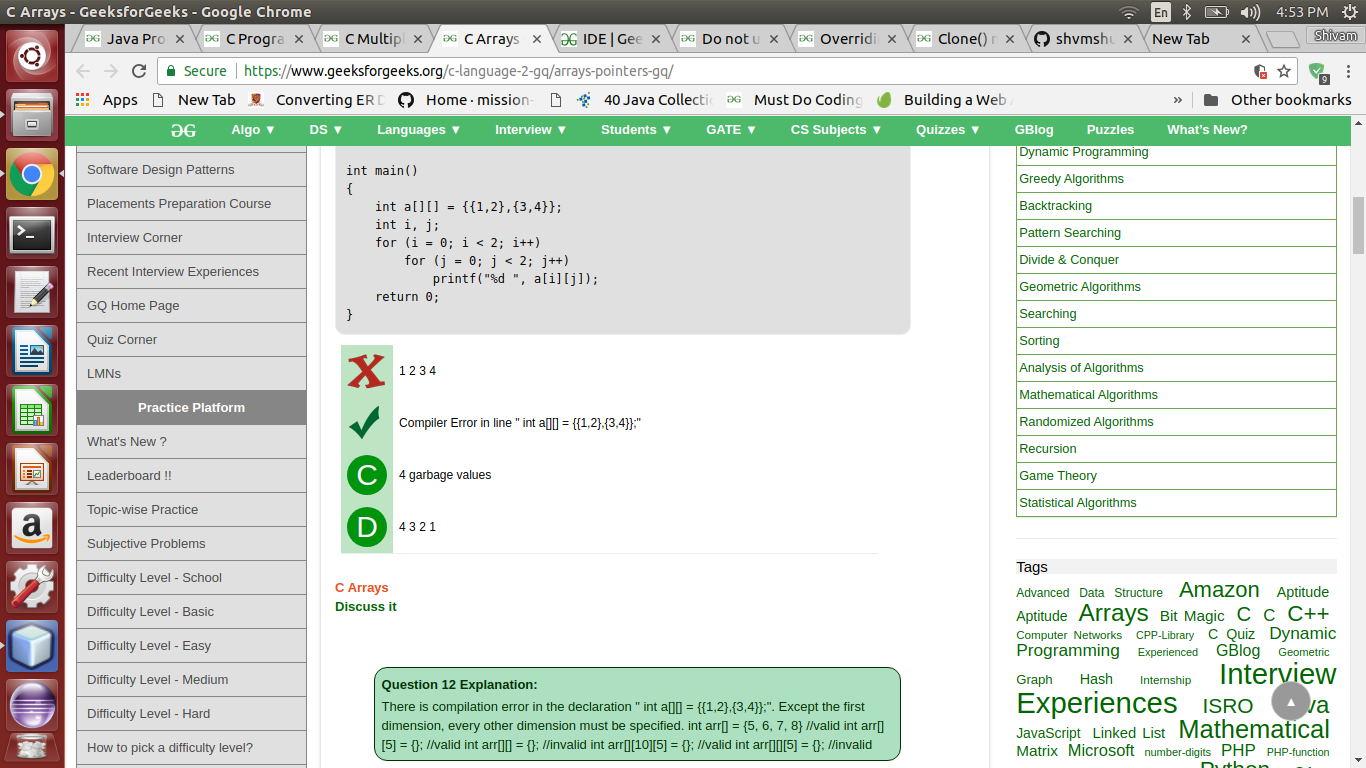 C Arrays - GeeksforGeeks - Google Chrome
En
4:53 PM
Java Pro
C Progra
C Multipl
C Arrays
IDE | Gee
Do not u
Overridi
Clone() r
shvmshu
New Tab
Shivam
Secure
https://www.geeksforgeeks.org/c-language-2-gq/arrays-pointers-gq/
9
Apps
New Tab
Converting ER D
Home · mission-
40 Java Collecti
Must Do Coding
Building a Web
»
Other bookmarks
Algo ▼
DS ▼
Languages ▼
Interview ▼
Students ▼
GATE ▼
CS Subjects ▼
Quizzes ▼
GBlog
Puzzles
What's New?
Software Design Patterns
Placements Preparation Course
Interview Corner
Recent Interview Experiences
GQ Home Page
Quiz Corner
LMNs
Practice Platform
What's New ?
Leaderboard !!
Topic-wise Practice
Subjective Problems
Difficulty Level - School
Difficulty Level - Basic
Difficulty Level - Easy
Difficulty Level - Medium
Difficulty Level - Hard
How to pick a difficulty level?
int main()
{
    int a[][] = {{1,2},{3,4}};
    int i, j;
    for (i = 0; i < 2; i++)
        for (j = 0; j < 2; j++)
            printf("%d ", a[i][j]);
    return 0;
}
1 2 3 4
Compiler Error in line " int a[][] = {{1,2},{3,4}};"
C
4 garbage values
D
4 3 2 1
C Arrays
Discuss it
Question 12 Explanation:
There is compilation error in the declaration " int a[][] = {{1,2},{3,4}};". Except the first
dimension, every other dimension must be specified. int arr[] = {5, 6, 7, 8} //valid int arr[]
[5] = {}; //valid int arr[][] = {}; //invalid int arr[][10][5] = {}; //valid int arr[][][5] = {}; //invalid
Dynamic Programming
Greedy Algorithms
Backtracking
Pattern Searching
Divide & Conquer
Geometric Algorithms
Searching
Sorting
Analysis of Algorithms
Mathematical Algorithms
Randomized Algorithms
Recursion
Game Theory
Statistical Algorithms
Tags
Advanced Data Structure Amazon Aptitude
Aptitude Arrays Bit Magic C C C++
Computer Networks CPP-Library C Quiz Dynamic
Programming Experienced GBlog Geometric
Graph Hash Internship Interview
Experiences ISRO
JavaScript Linked List Mathematical
Matrix Microsoft number-digits PHP PHP-function